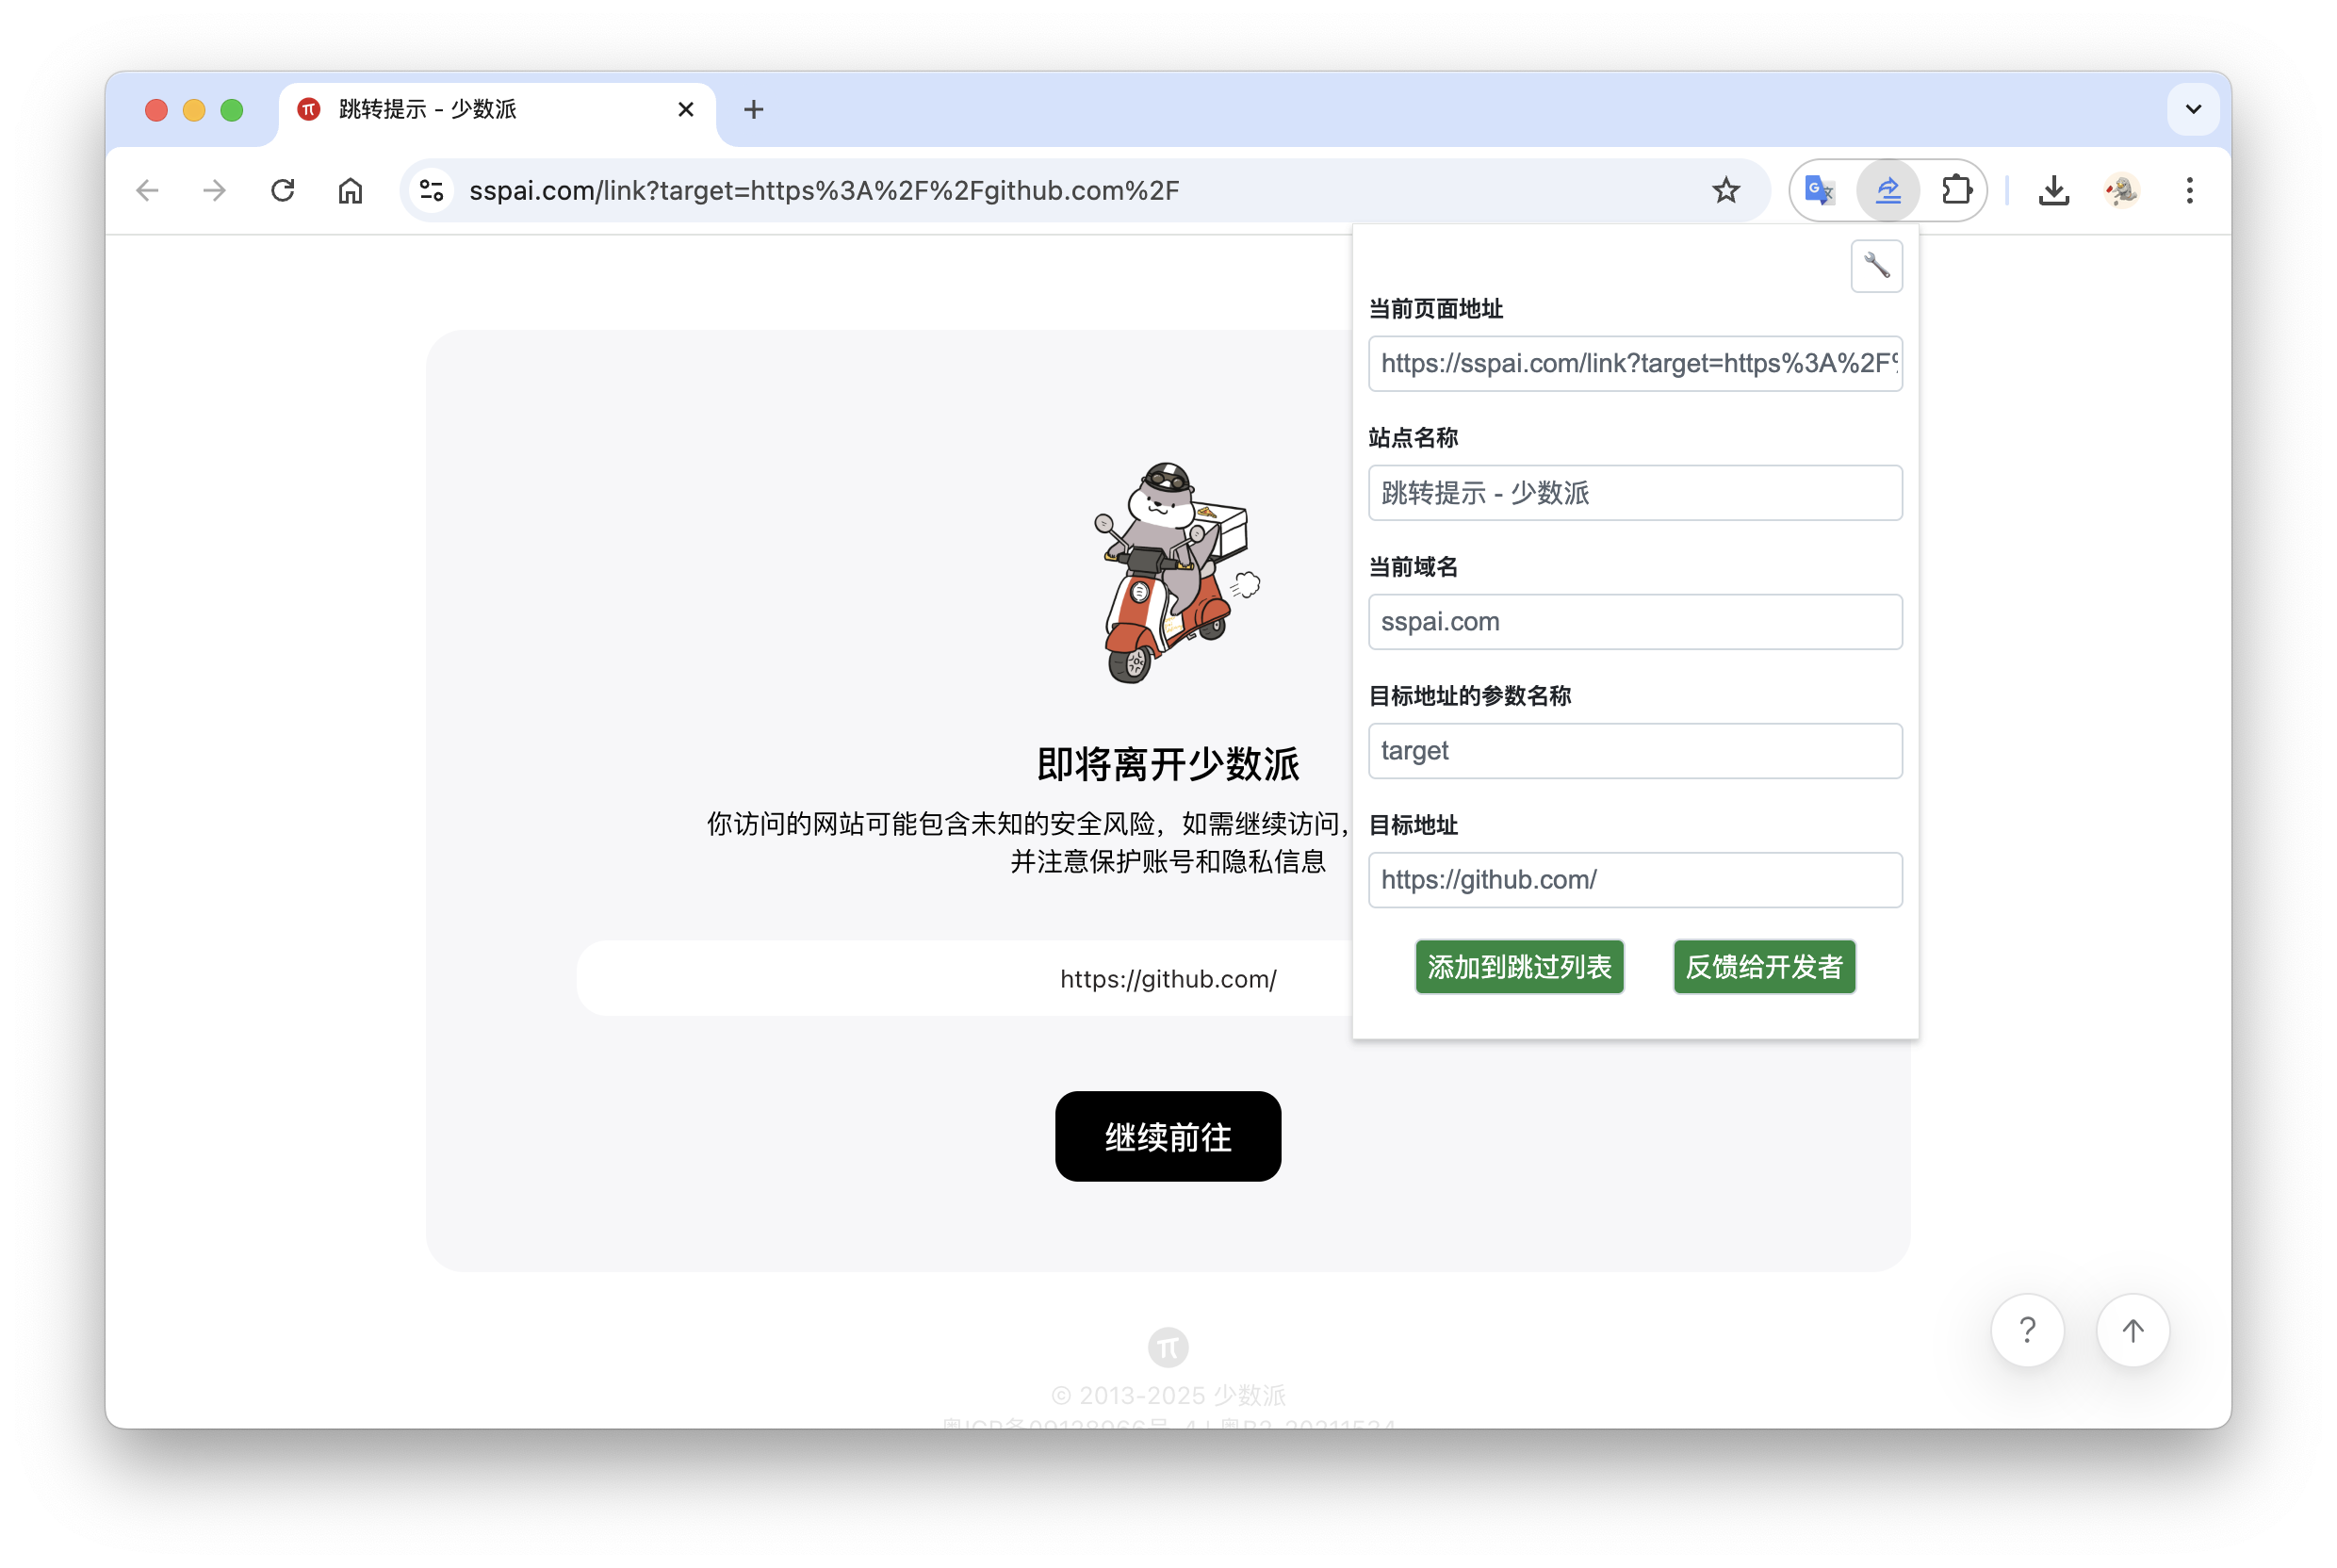 跳转提示 - 少数派
sspai.com/link?target=https%3A%2F%2Fgithub.com%2F
当前页面地址
https://sspai.com/link?target=https%3A%2F
站点名称
跳转提示 - 少数派
当前域名
sspai.com
目标地址的参数名称
target
目标地址
https://github.com/
添加到跳过列表 反馈给开发者
即将离开少数派
你访问的网站可能包含未知的安全风险，如需继续访问，
并注意保护账号和隐私信息
https://github.com/
继续前往
?
© 2013-2025 少数派